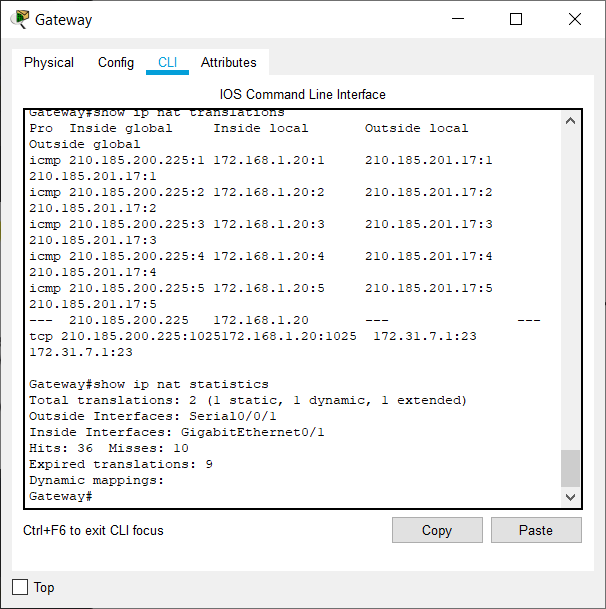 Gateway
Physical Config CLI Attributes
IOS Command Line Interface
Gateway#show ip nat translations
Pro  Inside global     Inside local       Outside local
Outside global
icmp 210.185.200.225:1 172.168.1.20:1     210.185.201.17:1
210.185.201.17:1
icmp 210.185.200.225:2 172.168.1.20:2     210.185.201.17:2
210.185.201.17:2
icmp 210.185.200.225:3 172.168.1.20:3     210.185.201.17:3
210.185.201.17:3
icmp 210.185.200.225:4 172.168.1.20:4     210.185.201.17:4
210.185.201.17:4
icmp 210.185.200.225:5 172.168.1.20:5     210.185.201.17:5
210.185.201.17:5
---  210.185.200.225   172.168.1.20       ---                ---
tcp 210.185.200.225:1025172.168.1.20:1025  172.31.7.1:23
172.31.7.1:23
Gateway#show ip nat statistics
Total translations: 2 (1 static, 1 dynamic, 1 extended)
Outside Interfaces: Serial0/0/1
Inside Interfaces: GigabitEthernet0/1
Hits: 36  Misses: 10
Expired translations: 9
Dynamic mappings:
Gateway#
Ctrl+F6 to exit CLI focus
Copy Paste
Top